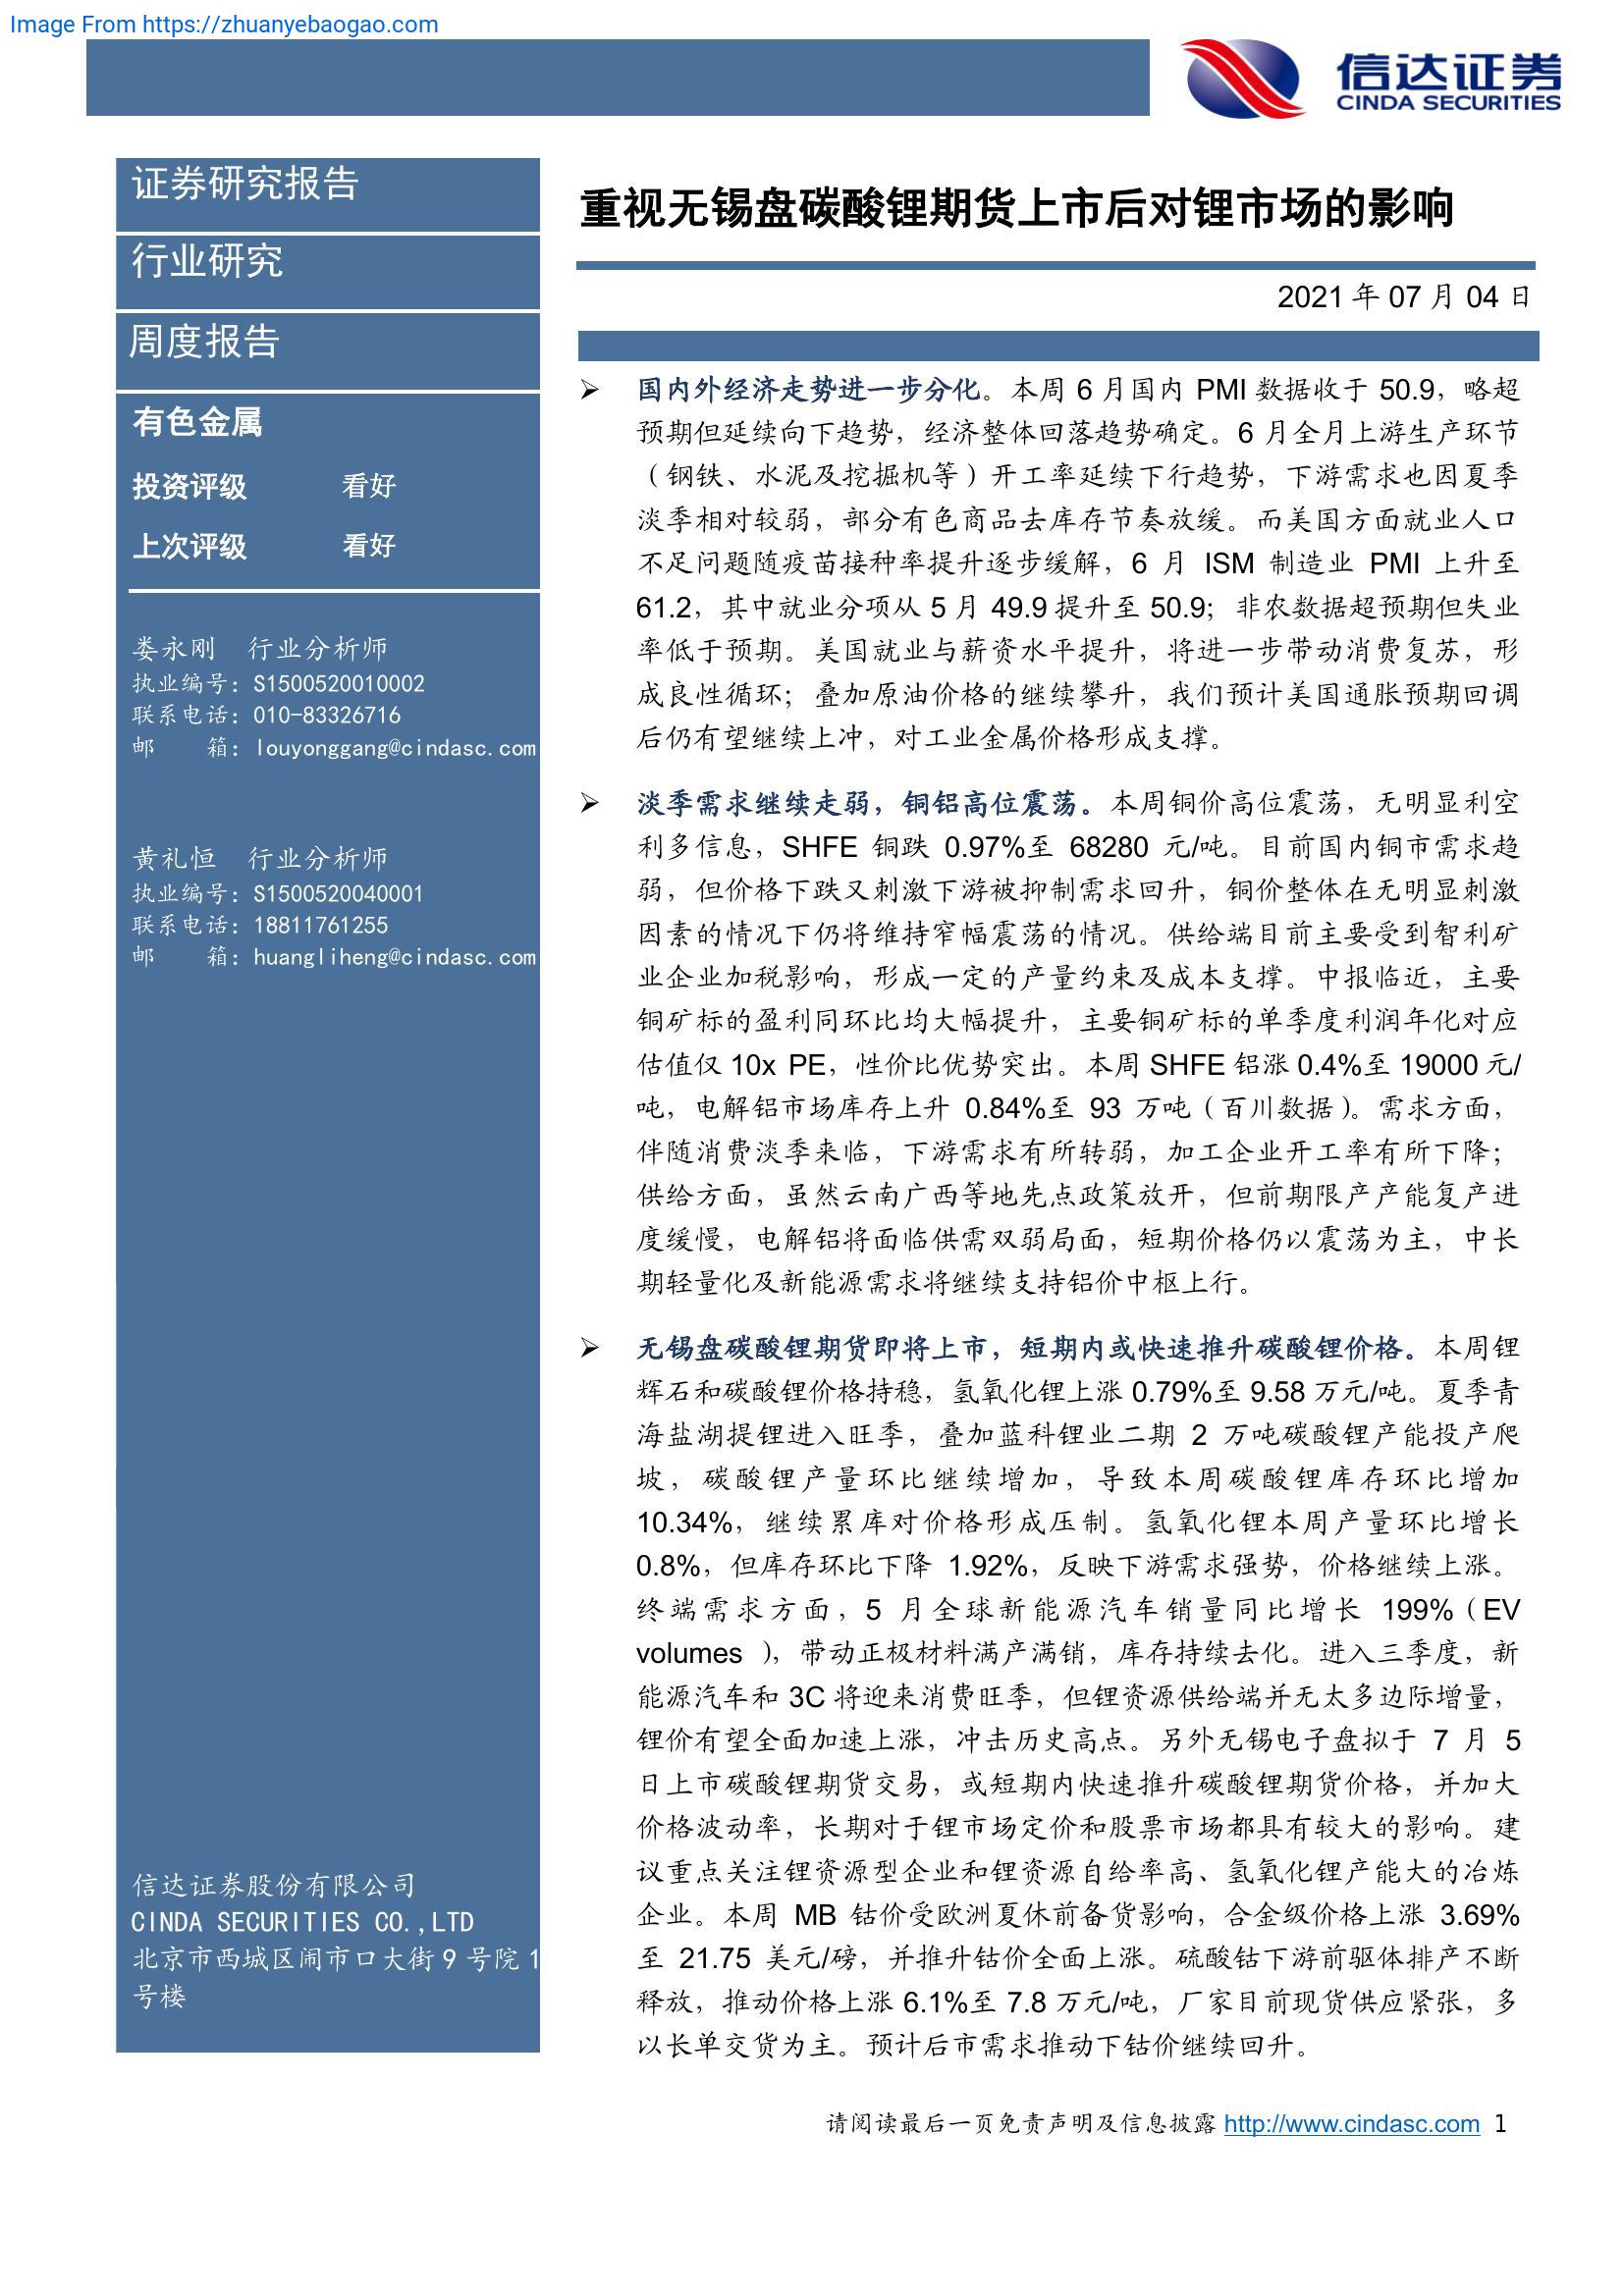 Image From https://zhuanyebaogao.com
信达证券
CINDA SECURITIES
证券研究报告
行业研究
周度报告
有色金属
投资评级 看好
上次评级 看好
娄永刚 行业分析师
执业编号：S1500520010002
联系电话：010-83326716
邮 箱：louyonggang@cindasc.com
黄礼恒 行业分析师
执业编号：S1500520040001
联系电话：18811761255
邮 箱：huangliheng@cindasc.com
信达证券股份有限公司
CINDA SECURITIES CO.,LTD
北京市西城区闹市口大街9号院1
号楼
重视无锡盘碳酸锂期货上市后对锂市场的影响
2021 年 07 月 04 日
➢ 国内外经济走势进一步分化。本周 6 月国内 PMI 数据收于 50.9，略超
预期但延续向下趋势，经济整体回落趋势确定。6 月全月上游生产环节
（钢铁、水泥及挖掘机等）开工率延续下行趋势，下游需求也因夏季
淡季相对较弱，部分有色商品去库存节奏放缓。而美国方面就业人口
不足问题随疫苗接种率提升逐步缓解，6 月 ISM 制造业 PMI 上升至
61.2，其中就业分项从 5 月 49.9 提升至 50.9；非农数据超预期但失业
率低于预期。美国就业与薪资水平提升，将进一步带动消费复苏，形
成良性循环；叠加原油价格的继续攀升，我们预计美国通胀预期回调
后仍有望继续上冲，对工业金属价格形成支撑。
➢ 淡季需求继续走弱，铜铝高位震荡。本周铜价高位震荡，无明显利空
利多信息，SHFE 铜跌 0.97%至 68280 元/吨。目前国内铜市需求趋
弱，但价格下跌又刺激下游被抑制需求回升，铜价整体在无明显刺激
因素的情况下仍将维持窄幅震荡的情况。供给端目前主要受到智利矿
业企业加税影响，形成一定的产量约束及成本支撑。中报临近，主要
铜矿标的盈利同环比均大幅提升，主要铜矿标的单季度利润年化对应
估值仅 10x PE，性价比优势突出。本周 SHFE 铝涨 0.4%至 19000 元/
吨，电解铝市场库存上升 0.84%至 93 万吨（百川数据）。需求方面，
伴随消费淡季来临，下游需求有所转弱，加工企业开工率有所下降；
供给方面，虽然云南广西等地先点政策放开，但前期限产产能复产进
度缓慢，电解铝将面临供需双弱局面，短期价格仍以震荡为主，中长
期轻量化及新能源需求将继续支持铝价中枢上行。
➢ 无锡盘碳酸锂期货即将上市，短期内或快速推升碳酸锂价格。本周锂
辉石和碳酸锂价格持稳，氢氧化锂上涨 0.79%至 9.58 万元/吨。夏季青
海盐湖提锂进入旺季，叠加蓝科锂业二期 2 万吨碳酸锂产能投产爬
坡，碳酸锂产量环比继续增加，导致本周碳酸锂库存环比增加
10.34%，继续累库对价格形成压制。氢氧化锂本周产量环比增长
0.8%，但库存环比下降 1.92%，反映下游需求强势，价格继续上涨。
终端需求方面，5 月全球新能源汽车销量同比增长 199%（EV
volumes ），带动正极材料满产满销，库存持续去化。进入三季度，新
能源汽车和 3C 将迎来消费旺季，但锂资源供给端并无太多边际增量，
锂价有望全面加速上涨，冲击历史高点。另外无锡电子盘拟于 7 月 5
日上市碳酸锂期货交易，或短期内快速推升碳酸锂期货价格，并加大
价格波动率，长期对于锂市场定价和股票市场都具有较大的影响。建
议重点关注锂资源型企业和锂资源自给率高、氢氧化锂产能大的冶炼
企业。本周 MB 钴价受欧洲夏休前备货影响，合金级价格上涨 3.69%
至 21.75 美元/磅，并推升钴价全面上涨。硫酸钴下游前驱体排产不断
释放，推动价格上涨 6.1%至 7.8 万元/吨，厂家目前现货供应紧张，多
以长单交货为主。预计后市需求推动下钴价继续回升。
请阅读最后一页免责声明及信息披露 http://www.cindasc.com 1